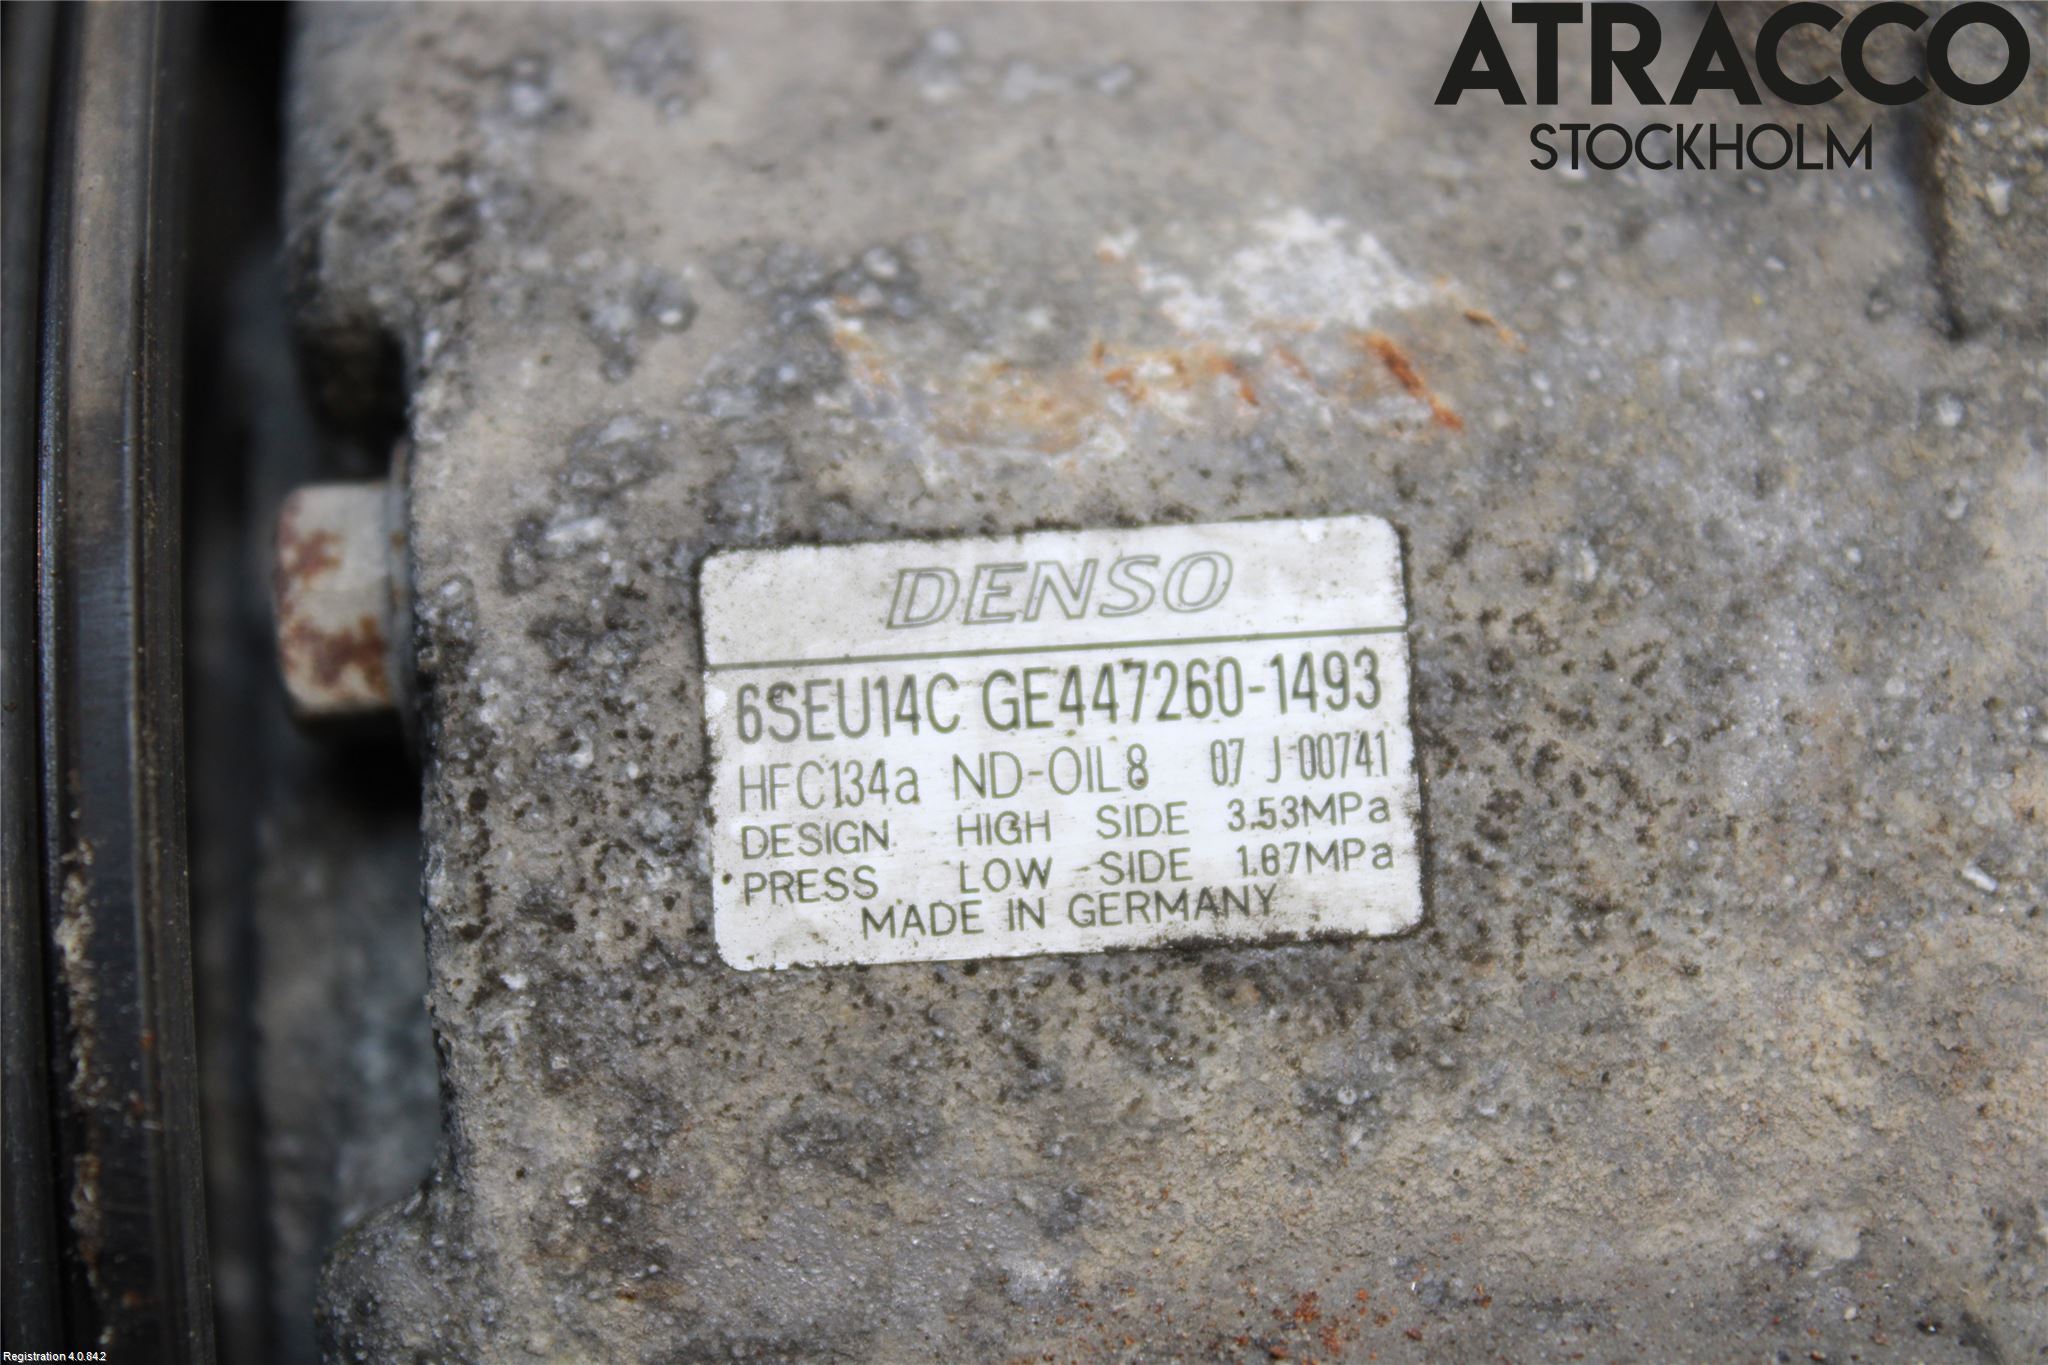 ATRACCO
STOCKHOLM
DENSO
6SEU14C GE447260-1493
HFC134a ND-OIL8 07 J 00741
DESIGN HIGH SIDE 3.53MPa
PRESS LOW SIDE 1.67MPa
MADE IN GERMANY
Registration 4.0.84.2